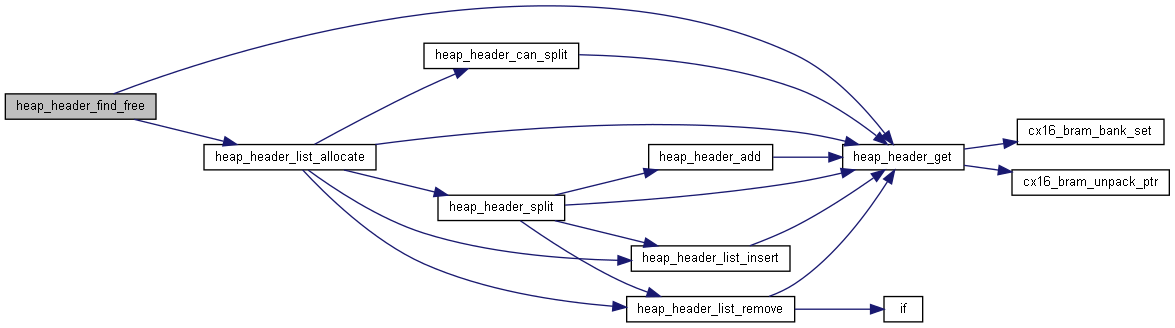 heap_header_find_free
heap_header_list_allocate
heap_header_can_split
heap_header_split
heap_header_add
heap_header_list_insert
heap_header_list_remove
heap_header_get
if
cx16_bram_bank_set
cx16_bram_unpack_ptr